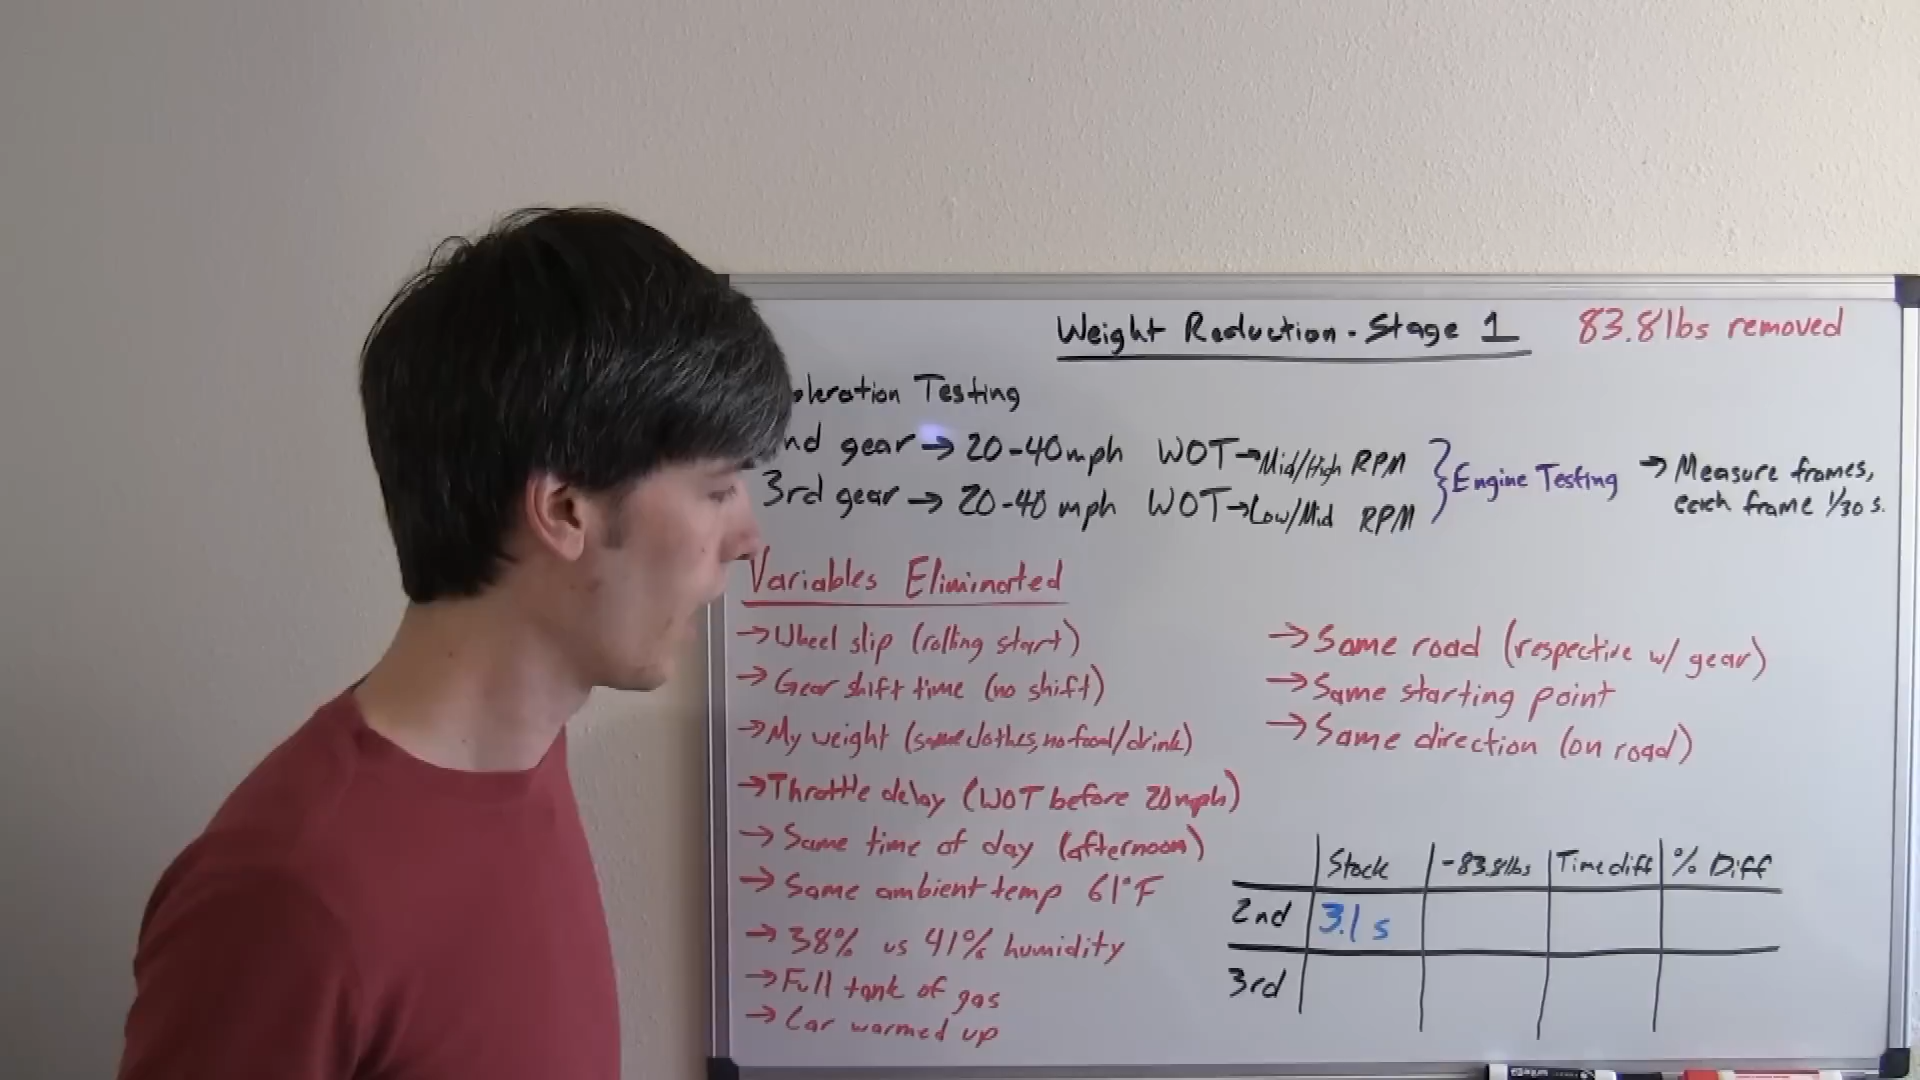 Weight Reduction - Stage 1
83.8lbs removed
Testing
gear → 20-40mph WOT→Mid/High RPM
3rd gear → 20-40 mph WOT→Low/Mid RPM
Engine Testing
→ Measure frames,
each frame 1/30 s.
Variables Eliminated
→Wheel slip (rolling start)
→Gear shift time (no shift)
→My weight (same clothes, no food/drink)
→Throttle delay (WOT before 20mph)
→ Same time of day (afternoon)
→ Same ambient temp 61°F
→ 38% vs 41% humidity
→Full tank of gas
→ Car warmed up
→Same road (respective w/ gear)
→Same starting point
→Same direction (on road)
Stock -83.8lbs Time diff % Diff
2nd 3.1 s
3rd